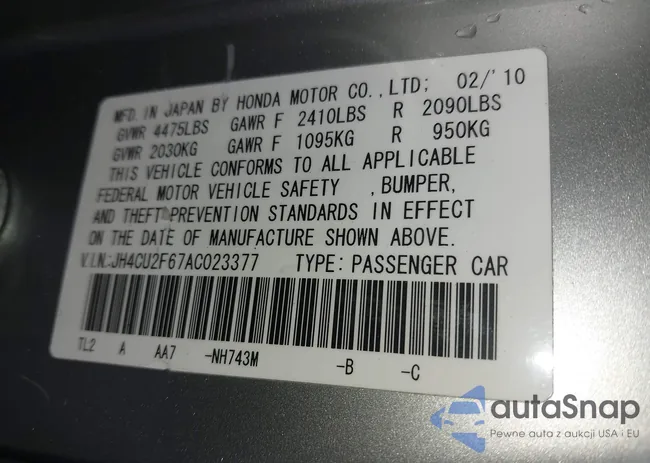 MFD. IN JAPAN BY HONDA MOTOR CO., LTD; 02/'10
GVWR 4475LBS GAWR F 2410LBS R 2090LBS
GVWR 2030KG GAWR F 1095KG R 950KG
THIS VEHICLE CONFORMS TO ALL APPLICABLE
FEDERAL MOTOR VEHICLE SAFETY , BUMPER,
AND THEFT PREVENTION STANDARDS IN EFFECT
ON THE DATE OF MANUFACTURE SHOWN ABOVE.
V.I.N.:JH4CU2F67AC023377 TYPE: PASSENGER CAR
TL2 A AA7 -NH743M -B -C
autaSnap
Pewne auta z aukcji USA i EU